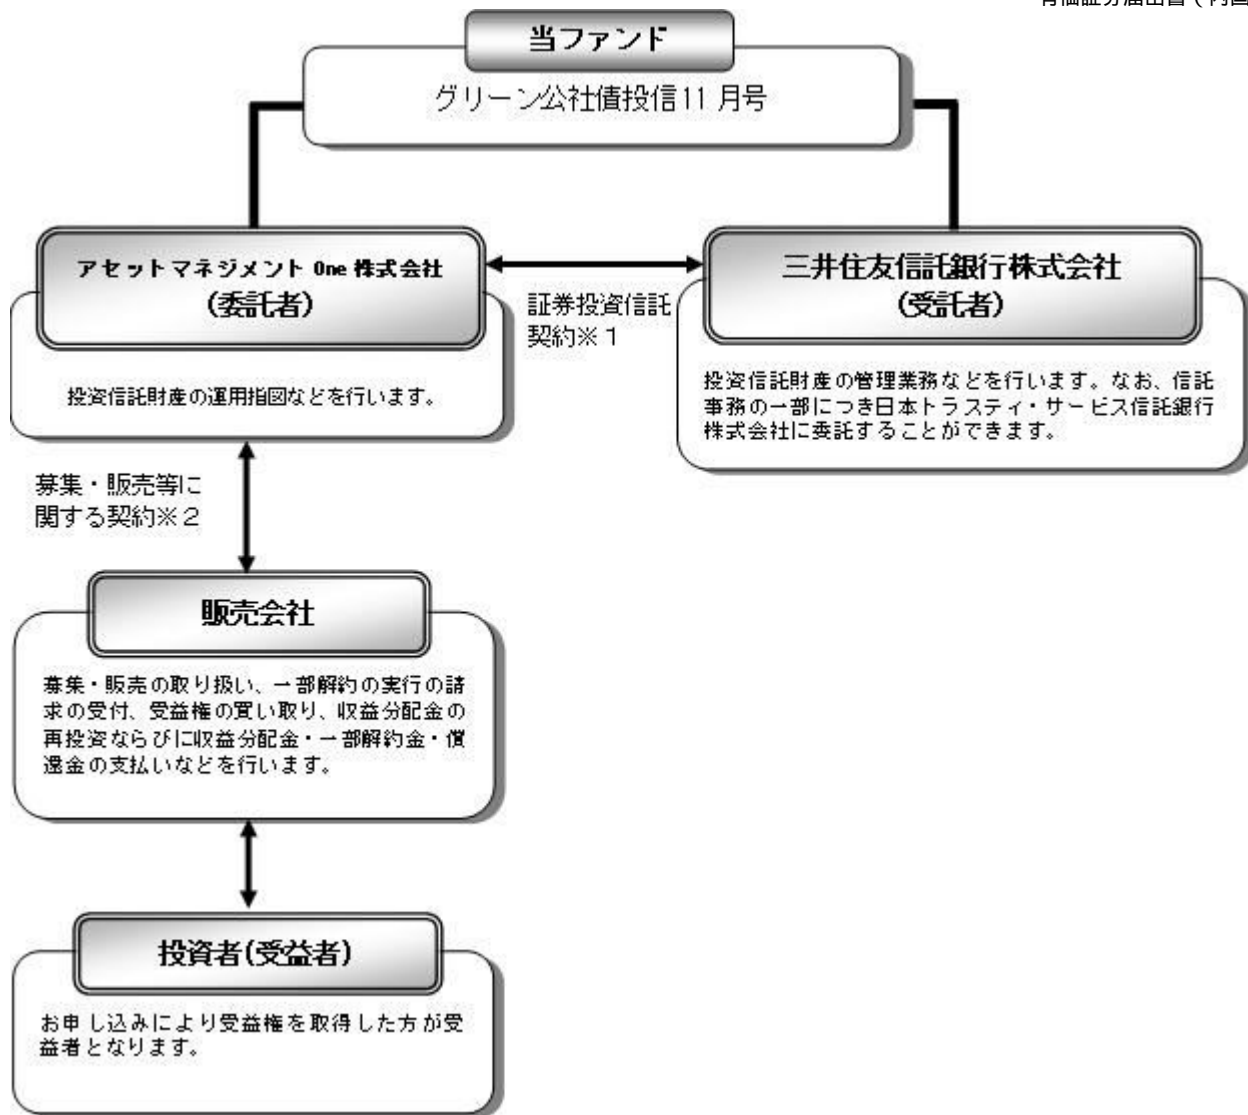 当ファンド
グリーン公社債投信11月号
アセットマネジメント One 株式会社
(委託者)
投資信託財産の運用指図などを行います。
証券投資信託
契約※1
三井住友信託銀行株式会社
(受託者)
投資信託財産の管理業務などを行います。なお、信託
事務の一部につき日本トラスティ・サービス信託銀行
株式会社に委託することができます。
募集・販売等に
関する契約※2
販売会社
募集・販売の取り扱い、一部解約の実行の請
求の受付、受益権の買い取り、収益分配金の
再投資ならびに収益分配金・一部解約金・償
還金の支払いなどを行います。
投資者(受益者)
お申し込みにより受益権を取得した方が受
益者となります。